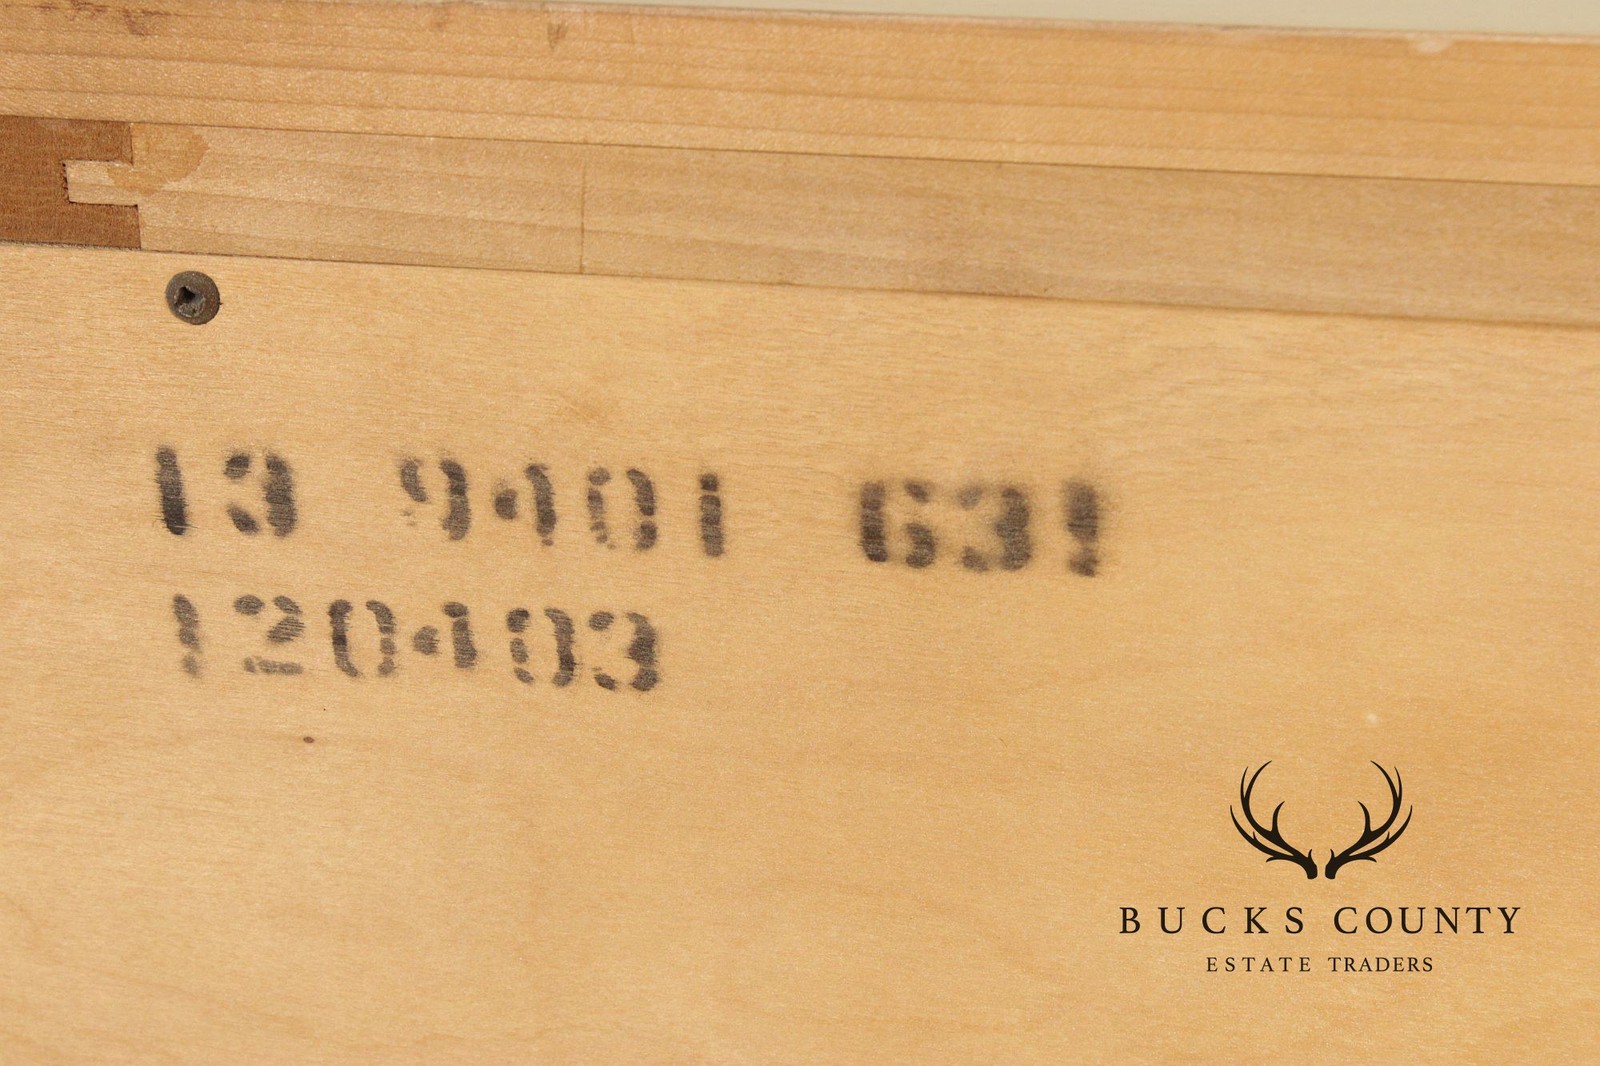 13 9401 631
120403
BUCKS COUNTY
ESTATE TRADERS